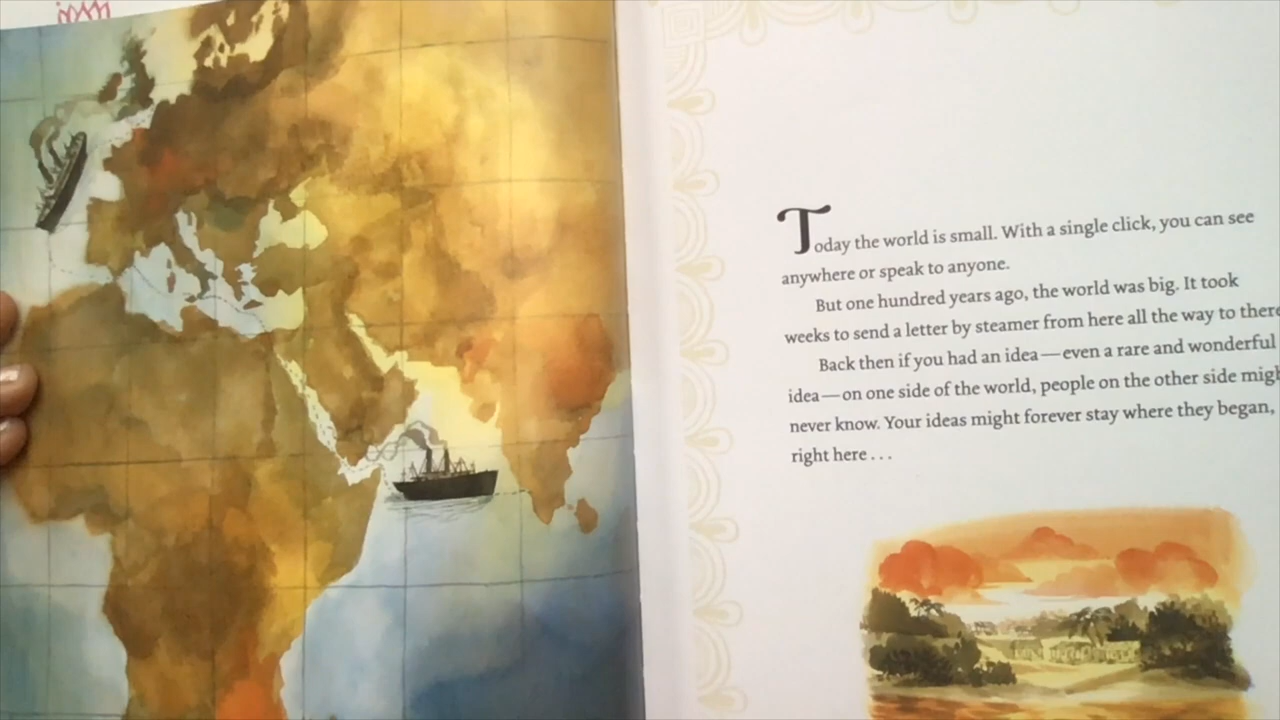 Today the world is small. With a single click, you can see
anywhere or speak to anyone.
But one hundred years ago, the world was big. It took
weeks to send a letter by steamer from here all the way to there
Back then if you had an idea—even a rare and wonderful
idea—on one side of the world, people on the other side migh
never know. Your ideas might forever stay where they began,
right here . . .